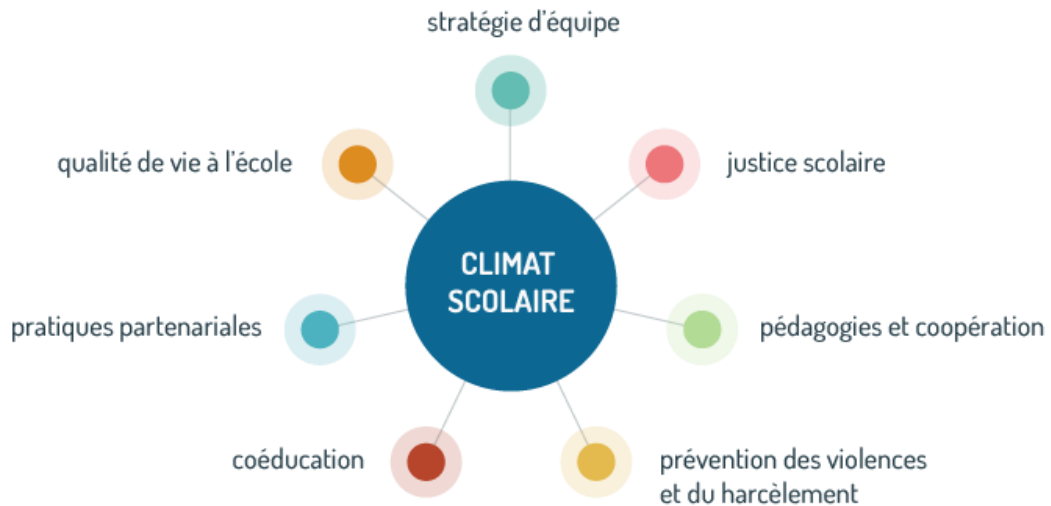 stratégie d'équipe
qualité de vie à l'école
justice scolaire
CLIMAT
SCOLAIRE
pratiques partenariales
pédagogies et coopération
coéducation
prévention des violences
et du harcèlement